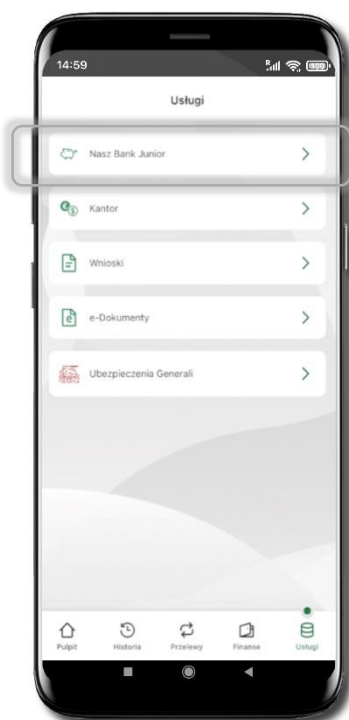 14:59
Usługi
Nasz Bank Junior
Kantor
Wnioski
e-Dokumenty
Ubezpieczenia Generali
Pulpit Historia Przelewy Finanse Usługi